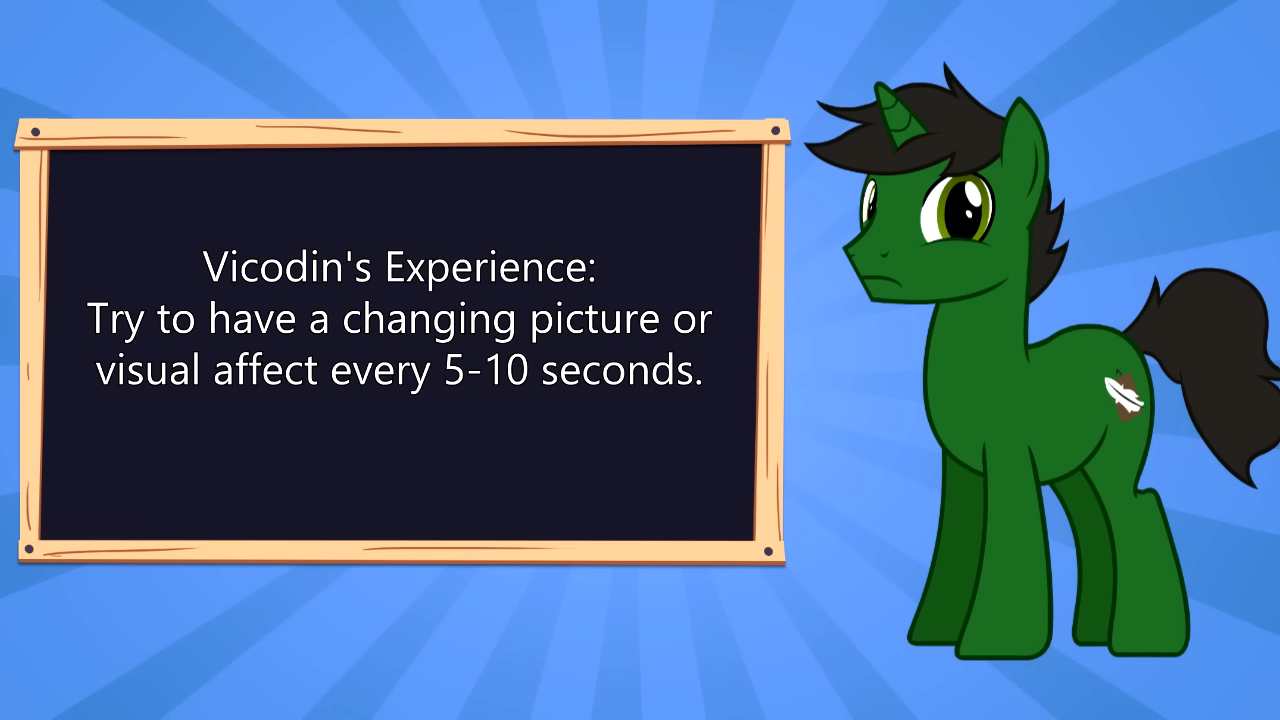 Vicodin's Experience:
Try to have a changing picture or
visual affect every 5-10 seconds.